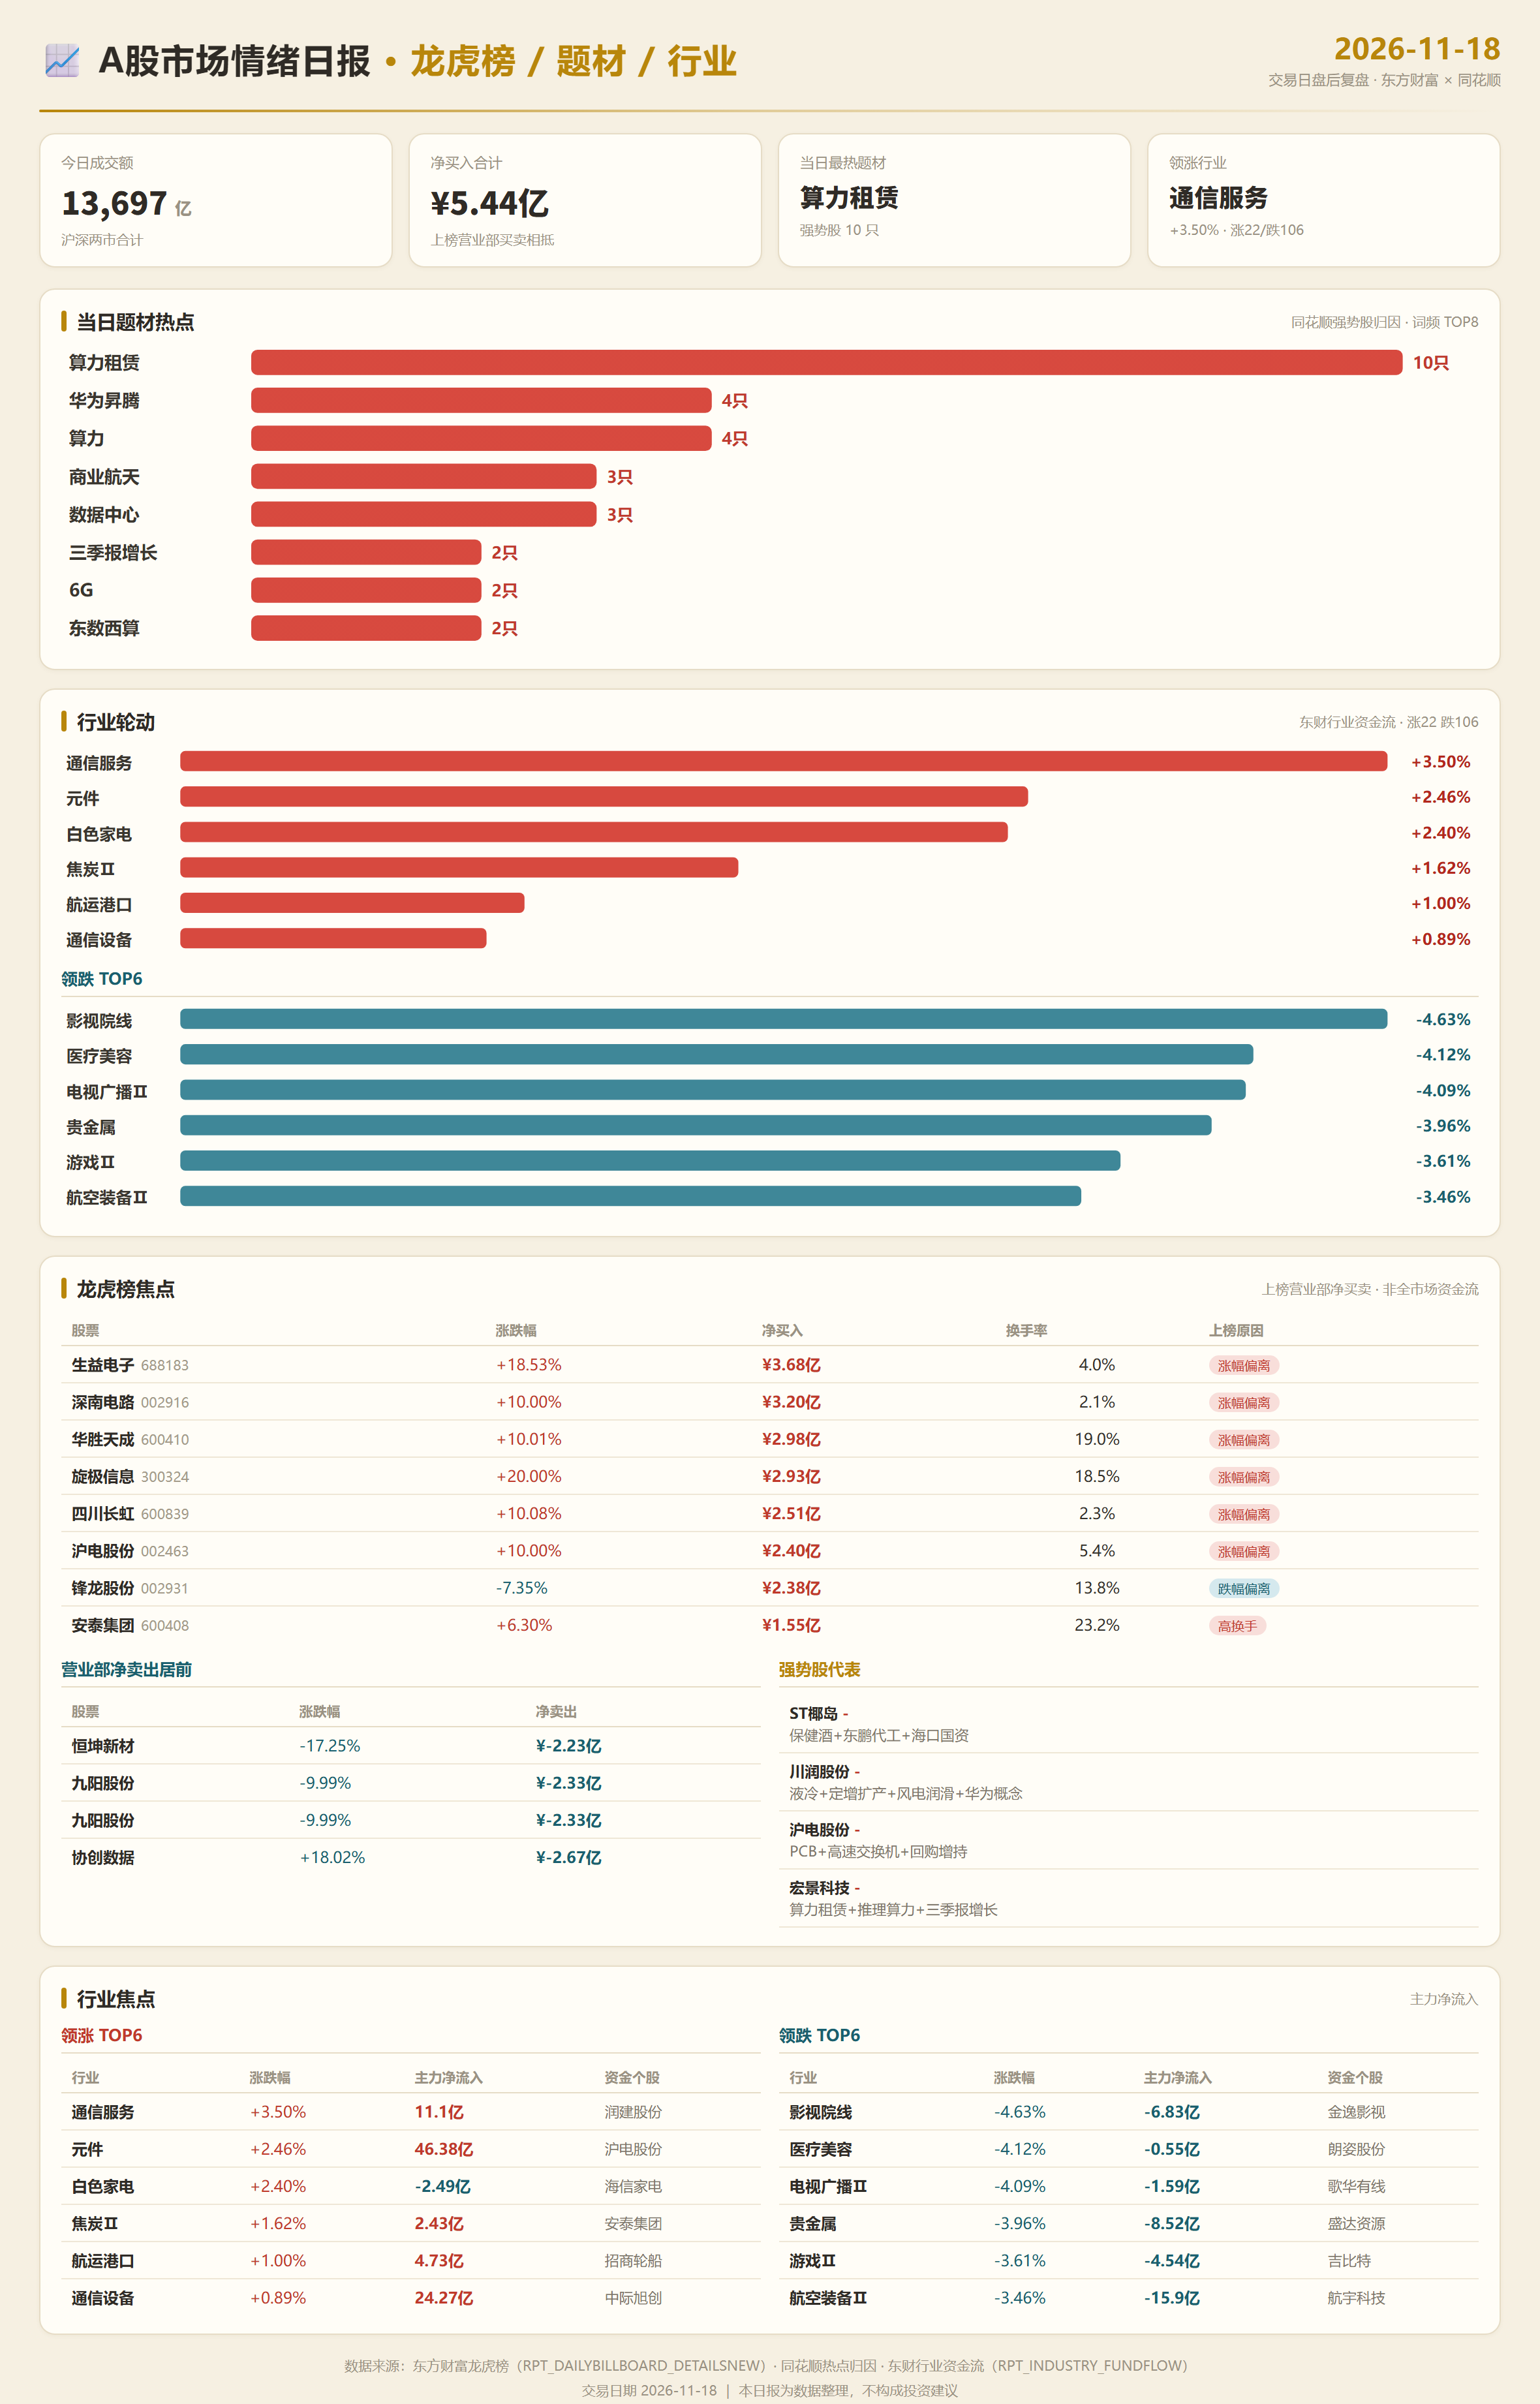 A股市场情绪日报 • 龙虎榜 / 题材 / 行业
2026-11-18
交易日盘后复盘 · 东方财富 × 同花顺
今日成交额
13,697 亿
沪深两市合计
净买入合计
¥5.44亿
上榜营业部买卖相抵
当日最热题材
算力租赁
强势股 10 只
领涨行业
通信服务
+3.50% · 涨22/跌106
当日题材热点
同花顺强势股归因 · 词频 TOP8
算力租赁 10只
华为昇腾 4只
算力 4只
商业航天 3只
数据中心 3只
三季报增长 2只
6G 2只
东数西算 2只
行业轮动
东财行业资金流 · 涨22 跌106
通信服务 +3.50%
元件 +2.46%
白色家电 +2.40%
焦炭Ⅱ +1.62%
航运港口 +1.00%
通信设备 +0.89%
领跌 TOP6
影视院线 -4.63%
医疗美容 -4.12%
电视广播Ⅱ -4.09%
贵金属 -3.96%
游戏Ⅱ -3.61%
航空装备Ⅱ -3.46%
龙虎榜焦点
上榜营业部净买卖 · 非全市场资金流
股票 涨跌幅 净买入 换手率 上榜原因
生益电子 688183 +18.53% ¥3.68亿 4.0% 涨幅偏离
深南电路 002916 +10.00% ¥3.20亿 2.1% 涨幅偏离
华胜天成 600410 +10.01% ¥2.98亿 19.0% 涨幅偏离
旋极信息 300324 +20.00% ¥2.93亿 18.5% 涨幅偏离
四川长虹 600839 +10.08% ¥2.51亿 2.3% 涨幅偏离
沪电股份 002463 +10.00% ¥2.40亿 5.4% 涨幅偏离
锋龙股份 002931 -7.35% ¥2.38亿 13.8% 跌幅偏离
安泰集团 600408 +6.30% ¥1.55亿 23.2% 高换手
营业部净卖出居前
股票 涨跌幅 净卖出
恒坤新材 -17.25% ¥-2.23亿
九阳股份 -9.99% ¥-2.33亿
九阳股份 -9.99% ¥-2.33亿
协创数据 +18.02% ¥-2.67亿
强势股代表
ST椰岛 -
保健酒+东鹏代工+海口国资
川润股份 -
液冷+定增扩产+风电润滑+华为概念
沪电股份 -
PCB+高速交换机+回购增持
宏景科技 -
算力租赁+推理算力+三季报增长
行业焦点
主力净流入
领涨 TOP6
行业 涨跌幅 主力净流入 资金个股
通信服务 +3.50% 11.1亿 润建股份
元件 +2.46% 46.38亿 沪电股份
白色家电 +2.40% -2.49亿 海信家电
焦炭Ⅱ +1.62% 2.43亿 安泰集团
航运港口 +1.00% 4.73亿 招商轮船
通信设备 +0.89% 24.27亿 中际旭创
领跌 TOP6
行业 涨跌幅 主力净流入 资金个股
影视院线 -4.63% -6.83亿 金逸影视
医疗美容 -4.12% -0.55亿 朗姿股份
电视广播Ⅱ -4.09% -1.59亿 歌华有线
贵金属 -3.96% -8.52亿 盛达资源
游戏Ⅱ -3.61% -4.54亿 吉比特
航空装备Ⅱ -3.46% -15.9亿 航宇科技
数据来源：东方财富龙虎榜（RPT_DAILYBILLBOARD_DETAILSNEW）· 同花顺热点归因 · 东财行业资金流（RPT_INDUSTRY_FUNDFLOW）
交易日期 2026-11-18 ｜ 本日报为数据整理，不构成投资建议